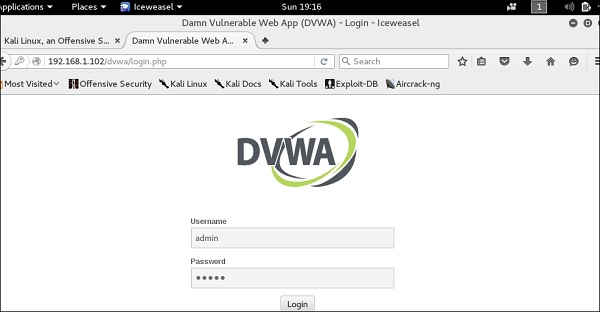 Applications Places Iceweasel Sun 19:16 1
Damn Vulnerable Web App (DVWA) - Login - Iceweasel
Kali Linux, an Offensive S... Damn Vulnerable Web A...
192.168.1.102/dvwa/login.php Search
Most Visited Offensive Security Kali Linux Kali Docs Kali Tools Exploit-DB Aircrack-ng
DVWA
Username
admin
Password
Login